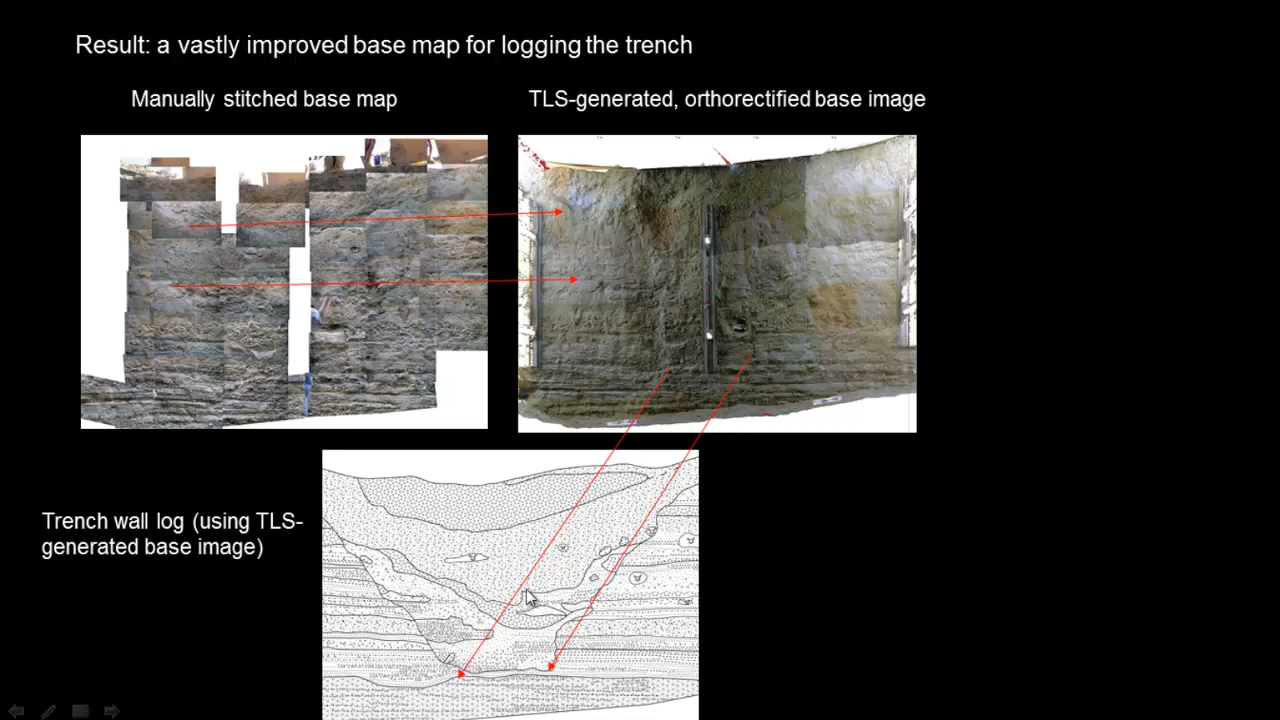 Result: a vastly improved base map for logging the trench
Manually stitched base map
TLS-generated, orthorectified base image
Trench wall log (using TLS-
generated base image)